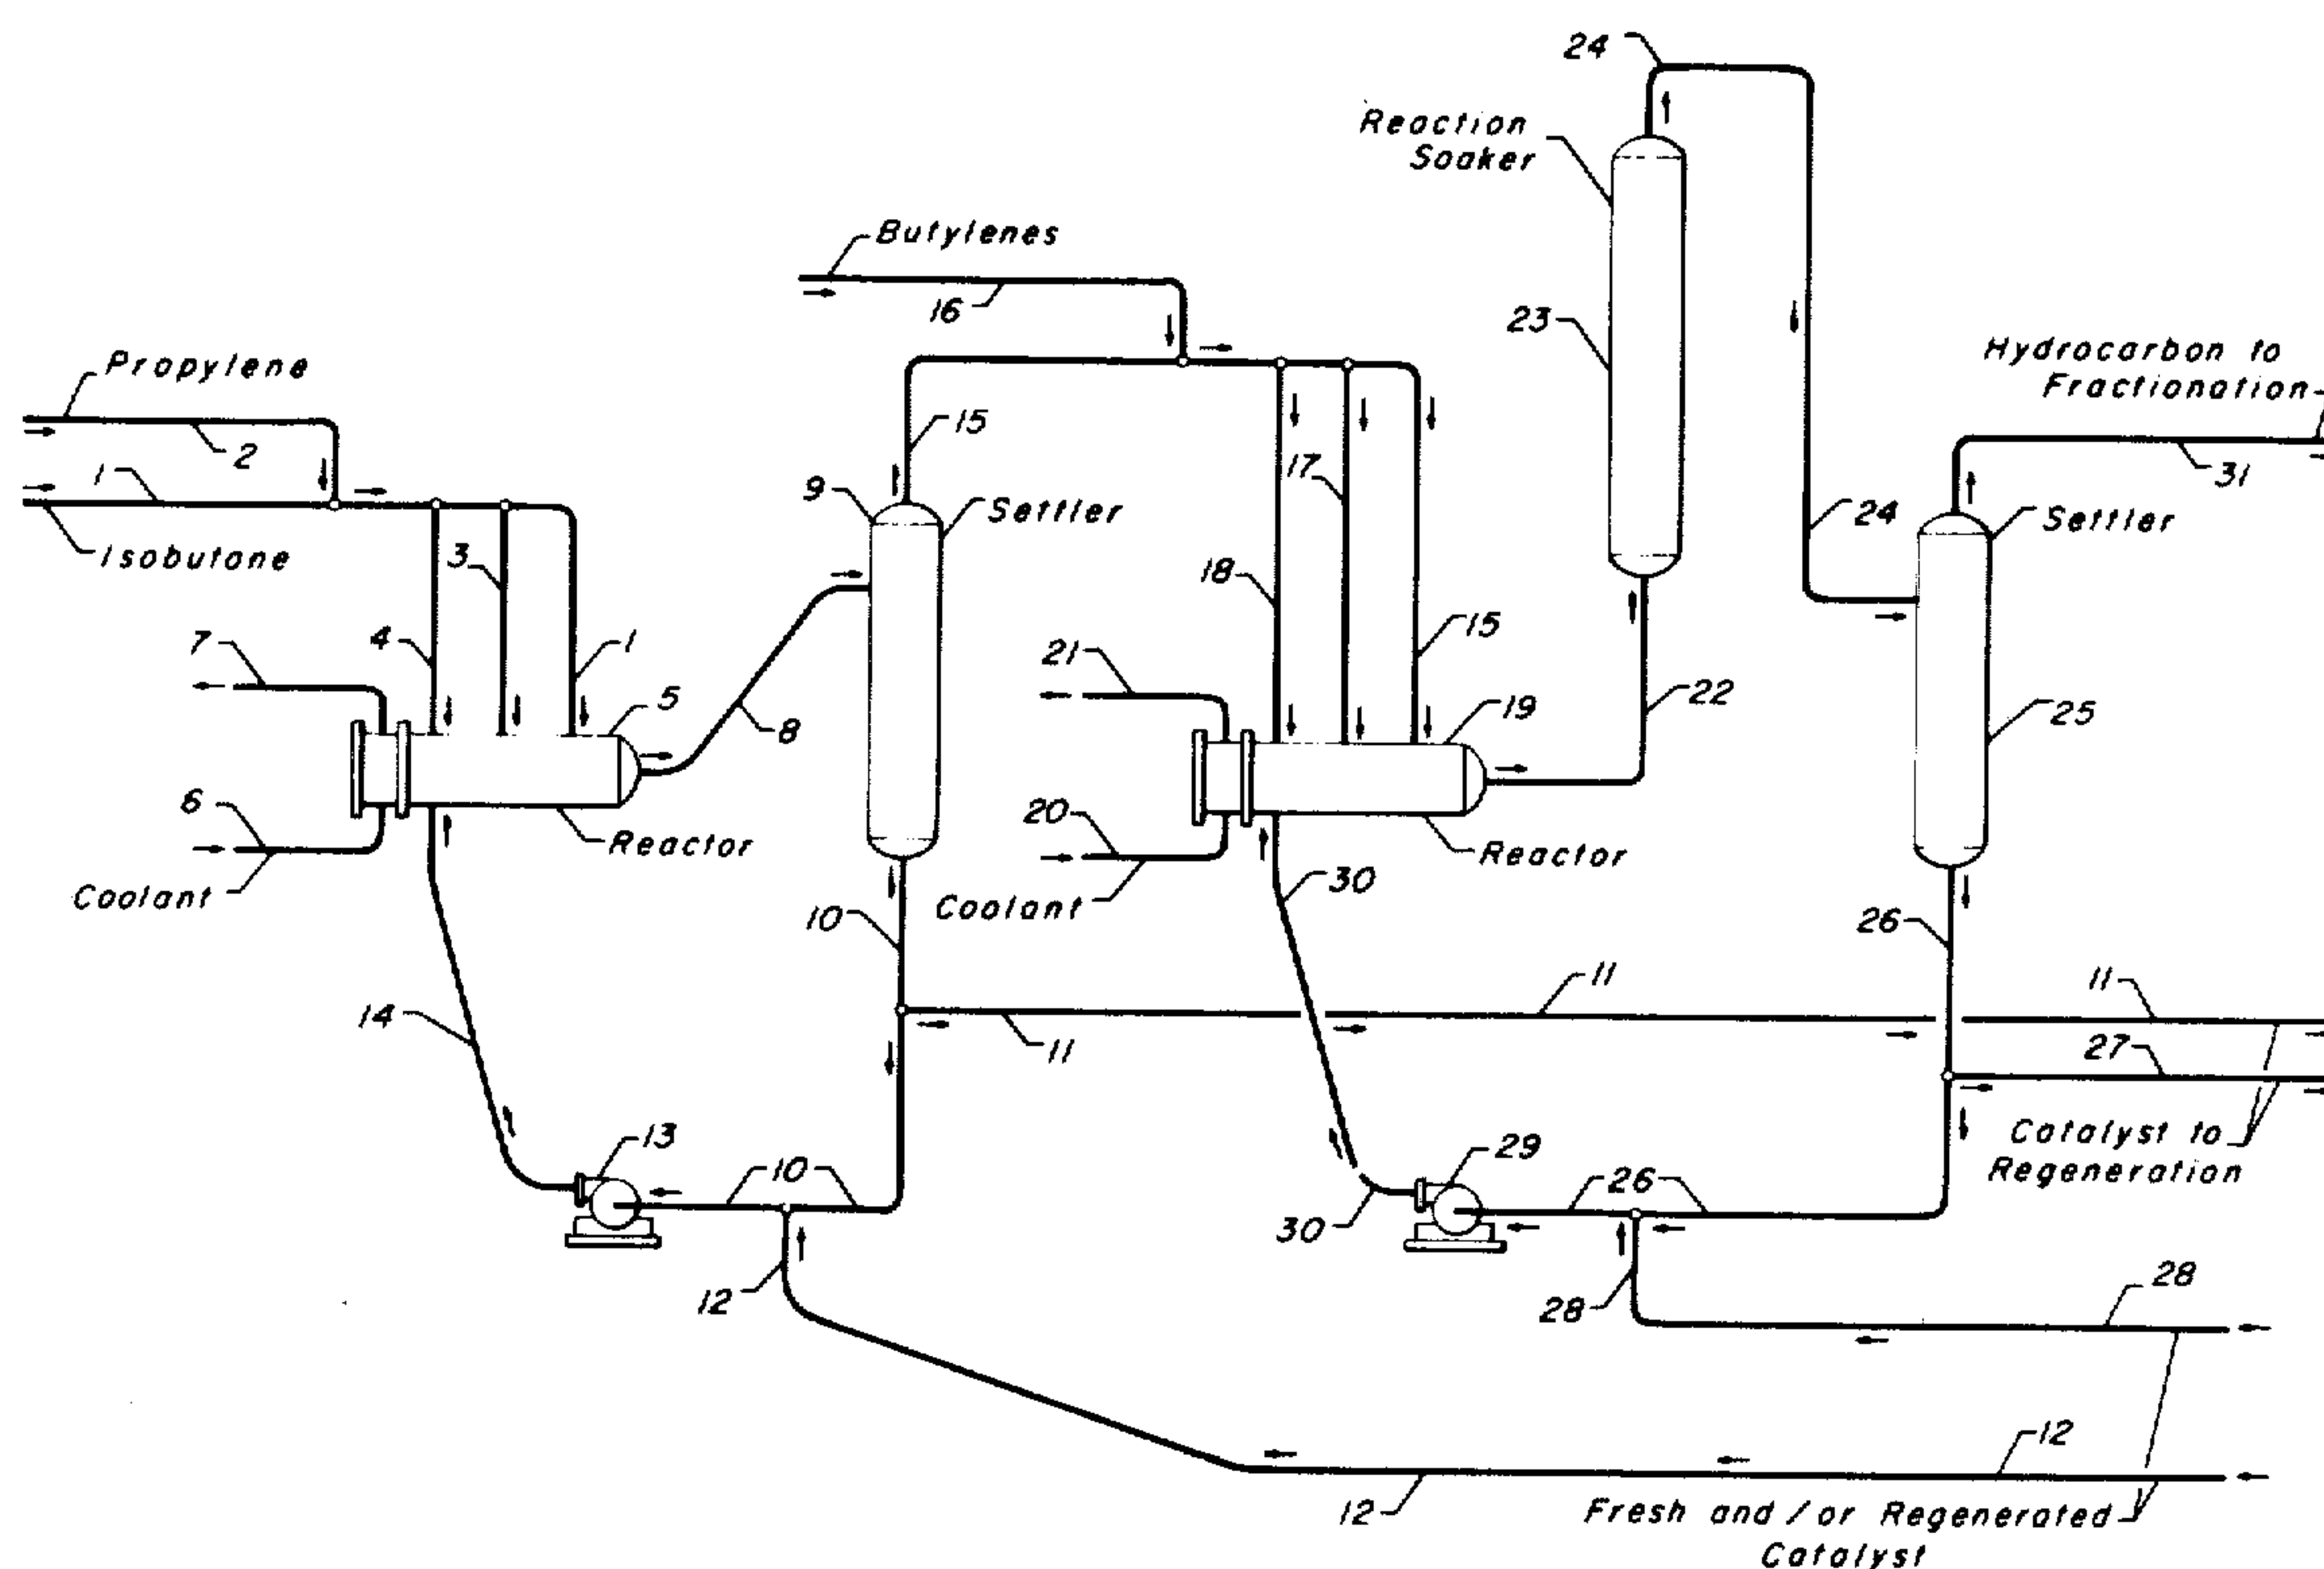 24
Reaction
Soaker
Butylenes
16
23
Hydrocarbon to
Fractionation
Propylene
2
1
Isobutane
15
9
Settler
17
31
24
Settler
3
18
4
1
7
5
8
21
15
19
22
25
6
Reactor
20
Reactor
Coolant
Coolant
30
10
26
11
11
14
11
27
Catalyst to
Regeneration
13
10
29
26
30
12
28
28
12
12
Fresh and/or Regenerated
Catalyst